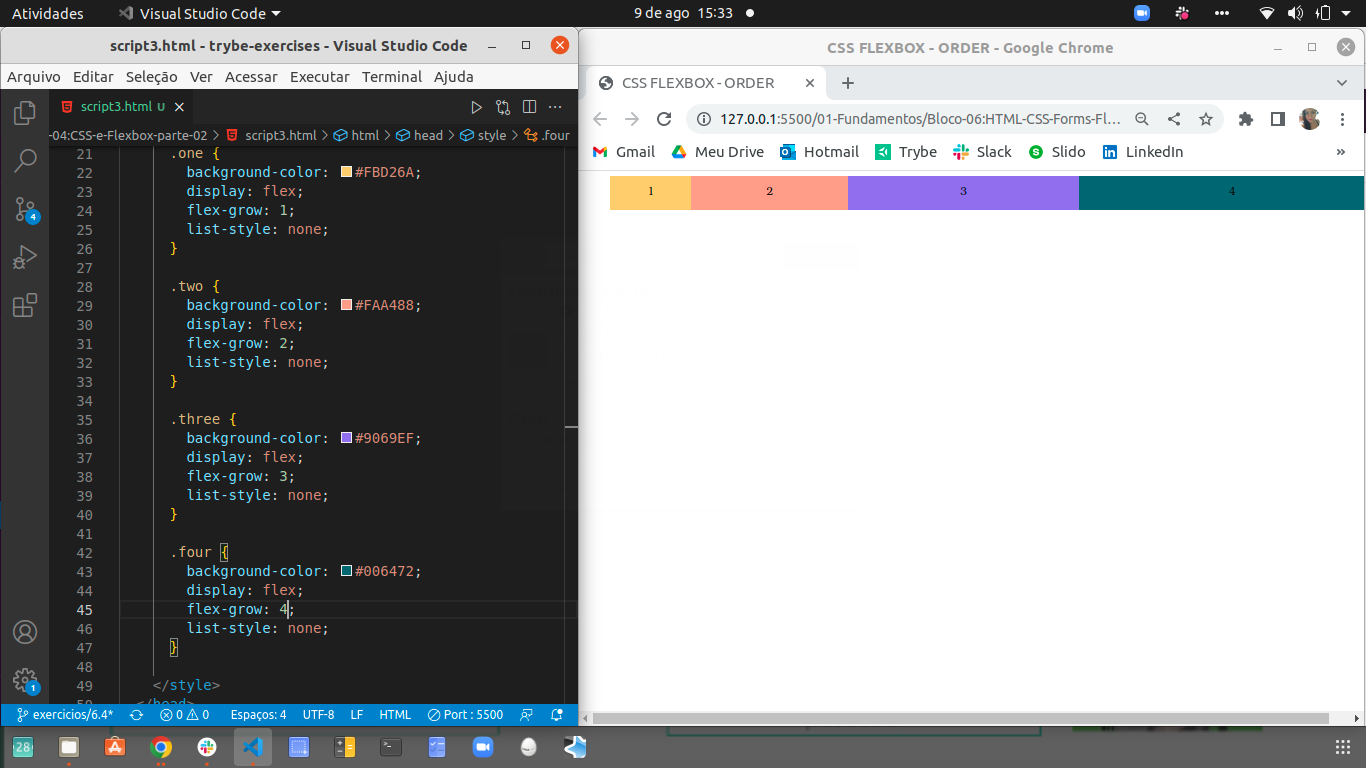 Atividades
Visual Studio Code
9 de ago 15:33
script3.html - trybe-exercises - Visual Studio Code
Arquivo Editar Seleção Ver Acessar Executar Terminal Ajuda
script3.html U
-04:CSS-e-Flexbox-parte-02 > script3.html > html > head > style > .four
21 .one {
22 background-color: #FBD26A;
23 display: flex;
24 flex-grow: 1;
25 list-style: none;
26 }
27
28 .two {
29 background-color: #FAA488;
30 display: flex;
31 flex-grow: 2;
32 list-style: none;
33 }
34
35 .three {
36 background-color: #9069EF;
37 display: flex;
38 flex-grow: 3;
39 list-style: none;
40 }
41
42 .four {
43 background-color: #006472;
44 display: flex;
45 flex-grow: 4;
46 list-style: none;
47 }
48
49 </style>
50 </head>
4
1
exercicios/6.4* 0 0 Espaços: 4 UTF-8 LF HTML Port : 5500
CSS FLEXBOX - ORDER - Google Chrome
CSS FLEXBOX - ORDER
127.0.0.1:5500/01-Fundamentos/Bloco-06:HTML-CSS-Forms-Fl...
Gmail Meu Drive Hotmail Trybe Slack Slido LinkedIn »
1 2 3 4
28